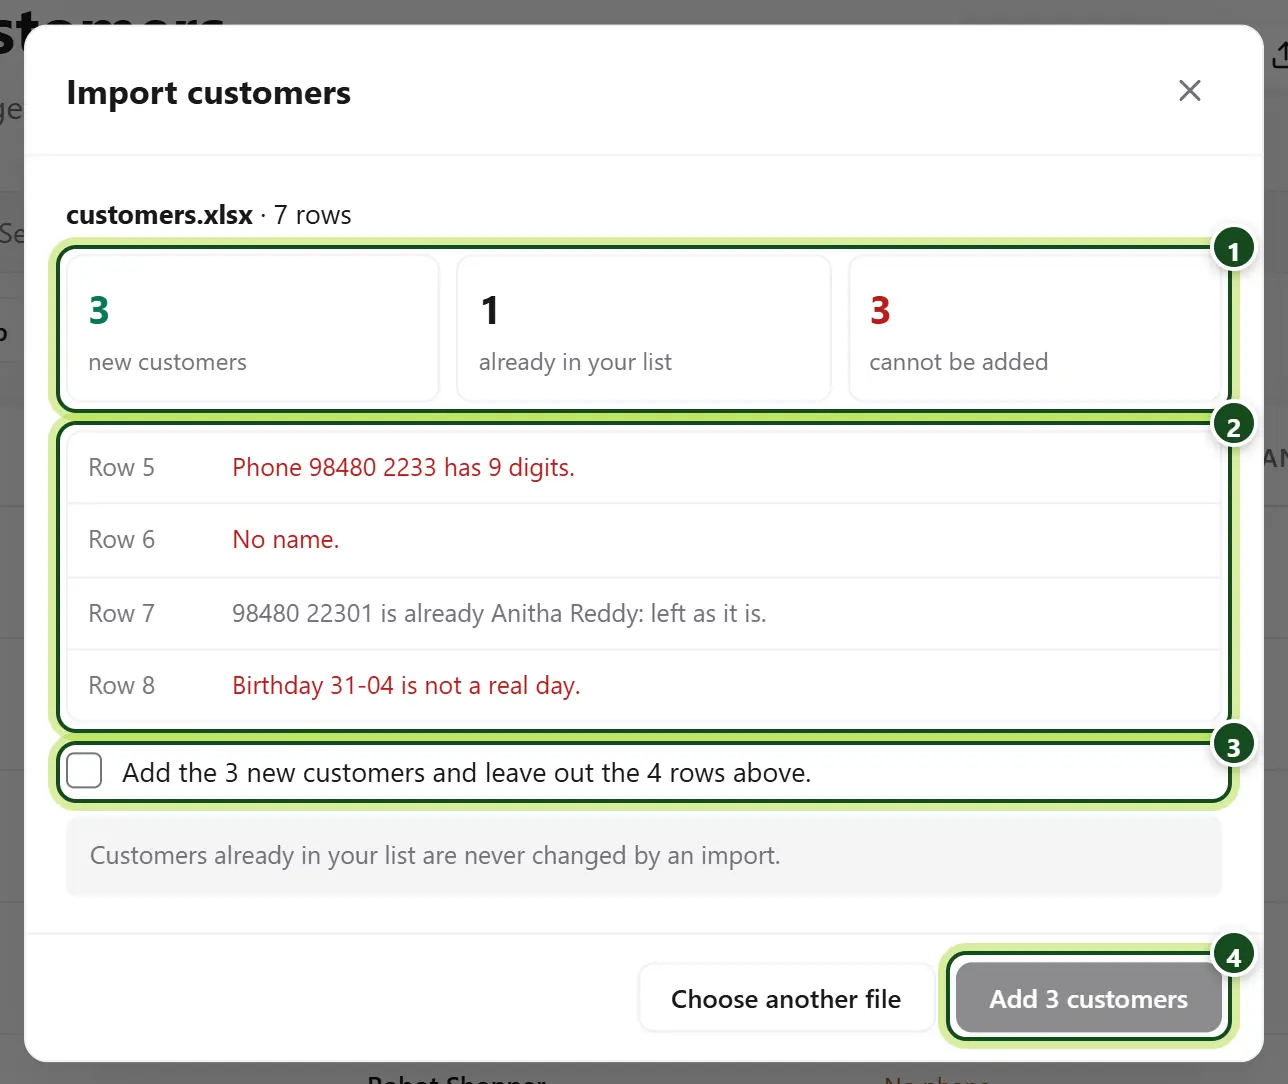 Import customers
customers.xlsx · 7 rows
1
3
new customers
1
already in your list
3
cannot be added
2
Row 5 Phone 98480 2233 has 9 digits.
Row 6 No name.
Row 7 98480 22301 is already Anitha Reddy: left as it is.
Row 8 Birthday 31-04 is not a real day.
3
Add the 3 new customers and leave out the 4 rows above.
Customers already in your list are never changed by an import.
4
Choose another file
Add 3 customers